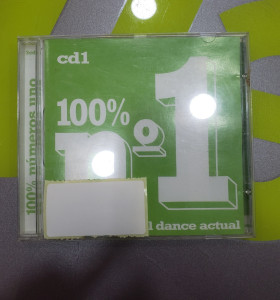 cd1
100%
nº1
l dance actual
100% números uno